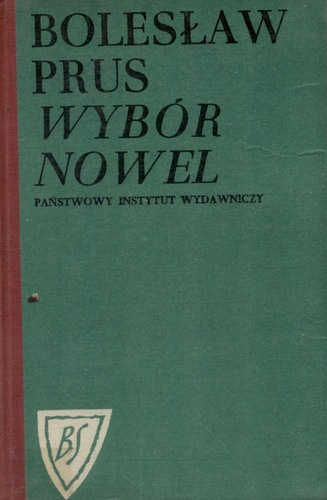 BOLESŁAW
PRUS
WYBÓR
NOWEL
PAŃSTWOWY INSTYTUT WYDAWNICZY
BS